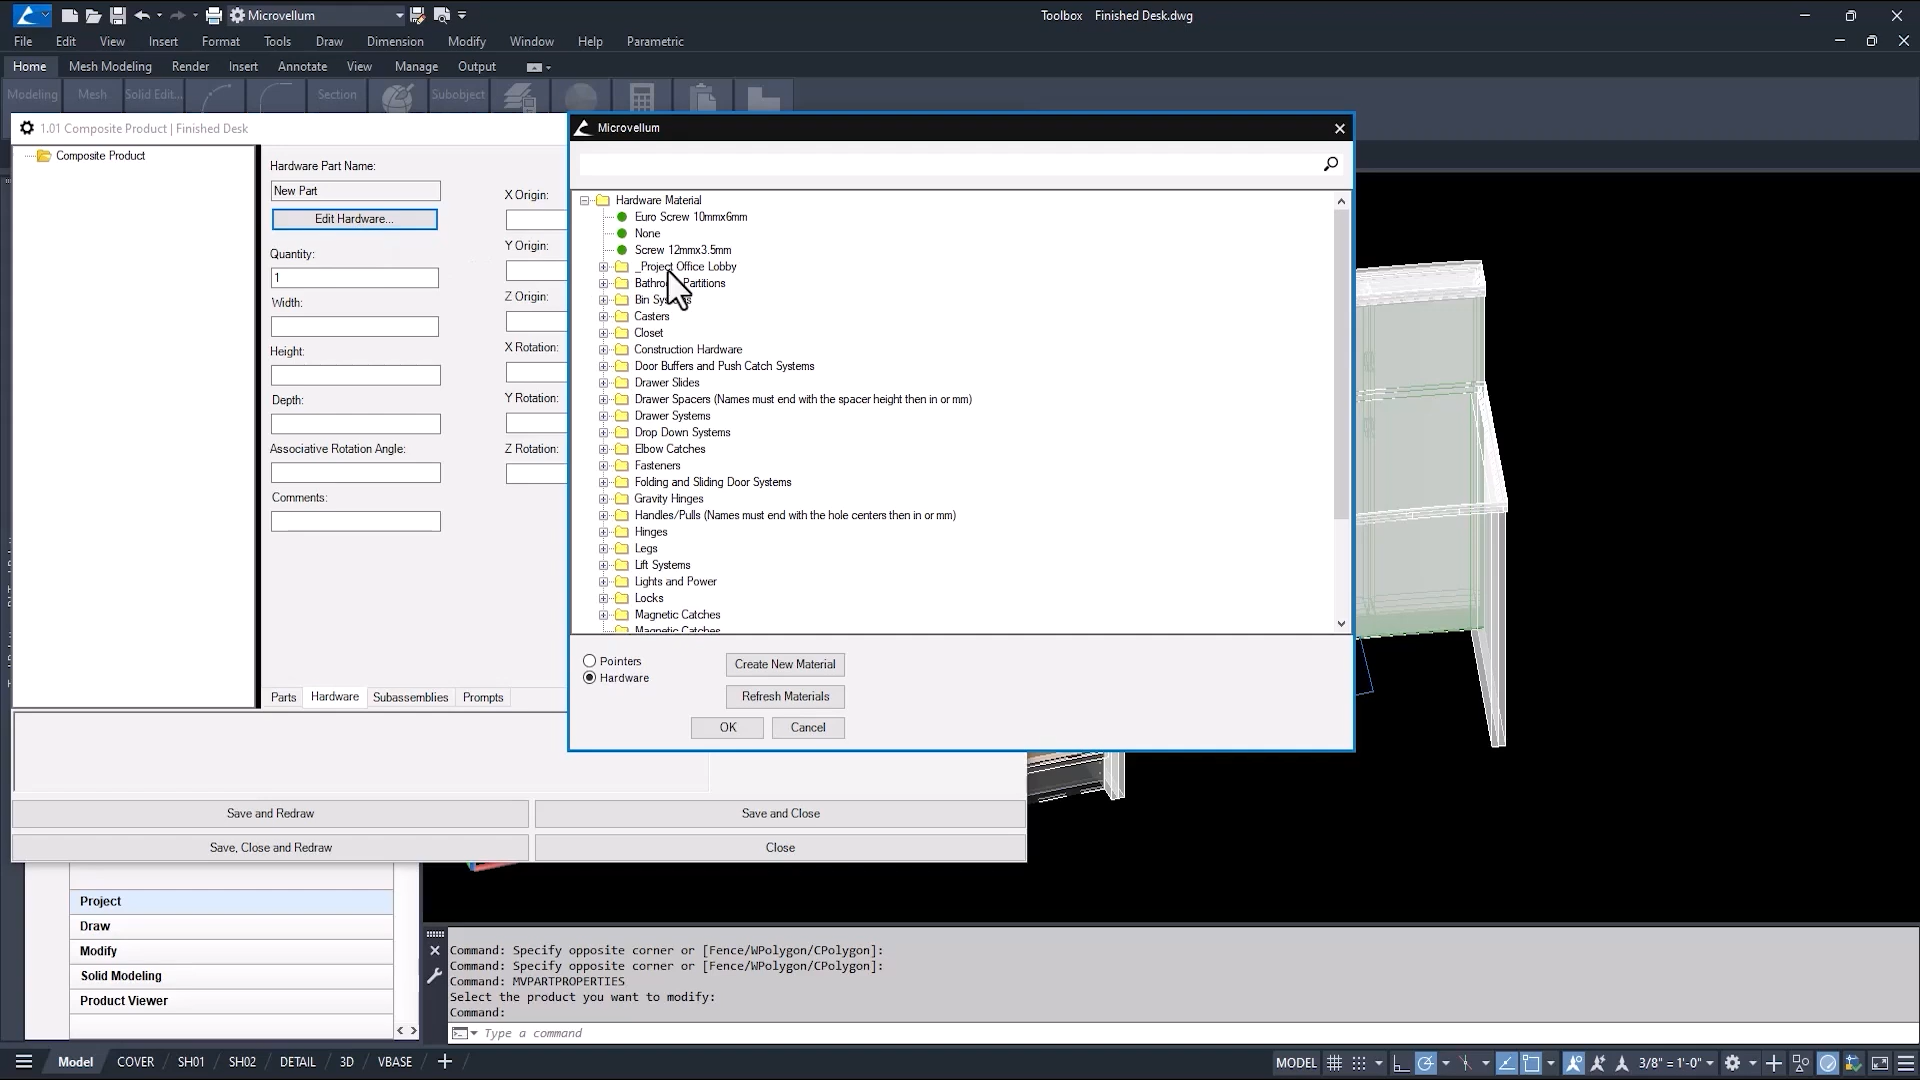 Microvellum
Toolbox Finished Desk.dwg
File Edit View Insert Format Tools Draw Dimension Modify Window Help Parametric
Home Mesh Modeling Render Insert Annotate View Manage Output
Modeling Mesh Solid Edit... Section Subobject
1.01 Composite Product | Finished Desk
Composite Product
Hardware Part Name:
New Part
Edit Hardware...
Quantity:
1
Width:
Height:
Depth:
Associative Rotation Angle:
Comments:
X Origin:
Y Origin:
Z Origin:
X Rotation:
Y Rotation:
Z Rotation:
Parts Hardware Subassemblies Prompts
Microvellum
Hardware Material
Euro Screw 10mmx6mm
None
Screw 12mmx3.5mm
_Project Office Lobby
Partitions
Bin
Casters
Closet
Construction Hardware
Door Buffers and Push Catch Systems
Drawer Slides
Drawer Spacers (Names must end with the spacer height then in or mm)
Drawer Systems
Drop Down Systems
Elbow Catches
Fasteners
Folding and Sliding Door Systems
Gravity Hinges
Handles/Pulls (Names must end with the hole centers then in or mm)
Hinges
Legs
Lift Systems
Lights and Power
Locks
Magnetic Catches
Magnetic Catches
Pointers
Hardware
Create New Material
Refresh Materials
OK Cancel
Save and Redraw Save and Close
Save, Close and Redraw Close
Project
Draw
Modify
Solid Modeling
Product Viewer
Command: Specify opposite corner or [Fence/WPolygon/CPolygon]:
Command: Specify opposite corner or [Fence/WPolygon/CPolygon]:
Command: MVPARTPROPERTIES
Select the product you want to modify:
Command:
Type a command
Model COVER SH01 SH02 DETAIL 3D VBASE
MODEL 3/8" = 1'-0"